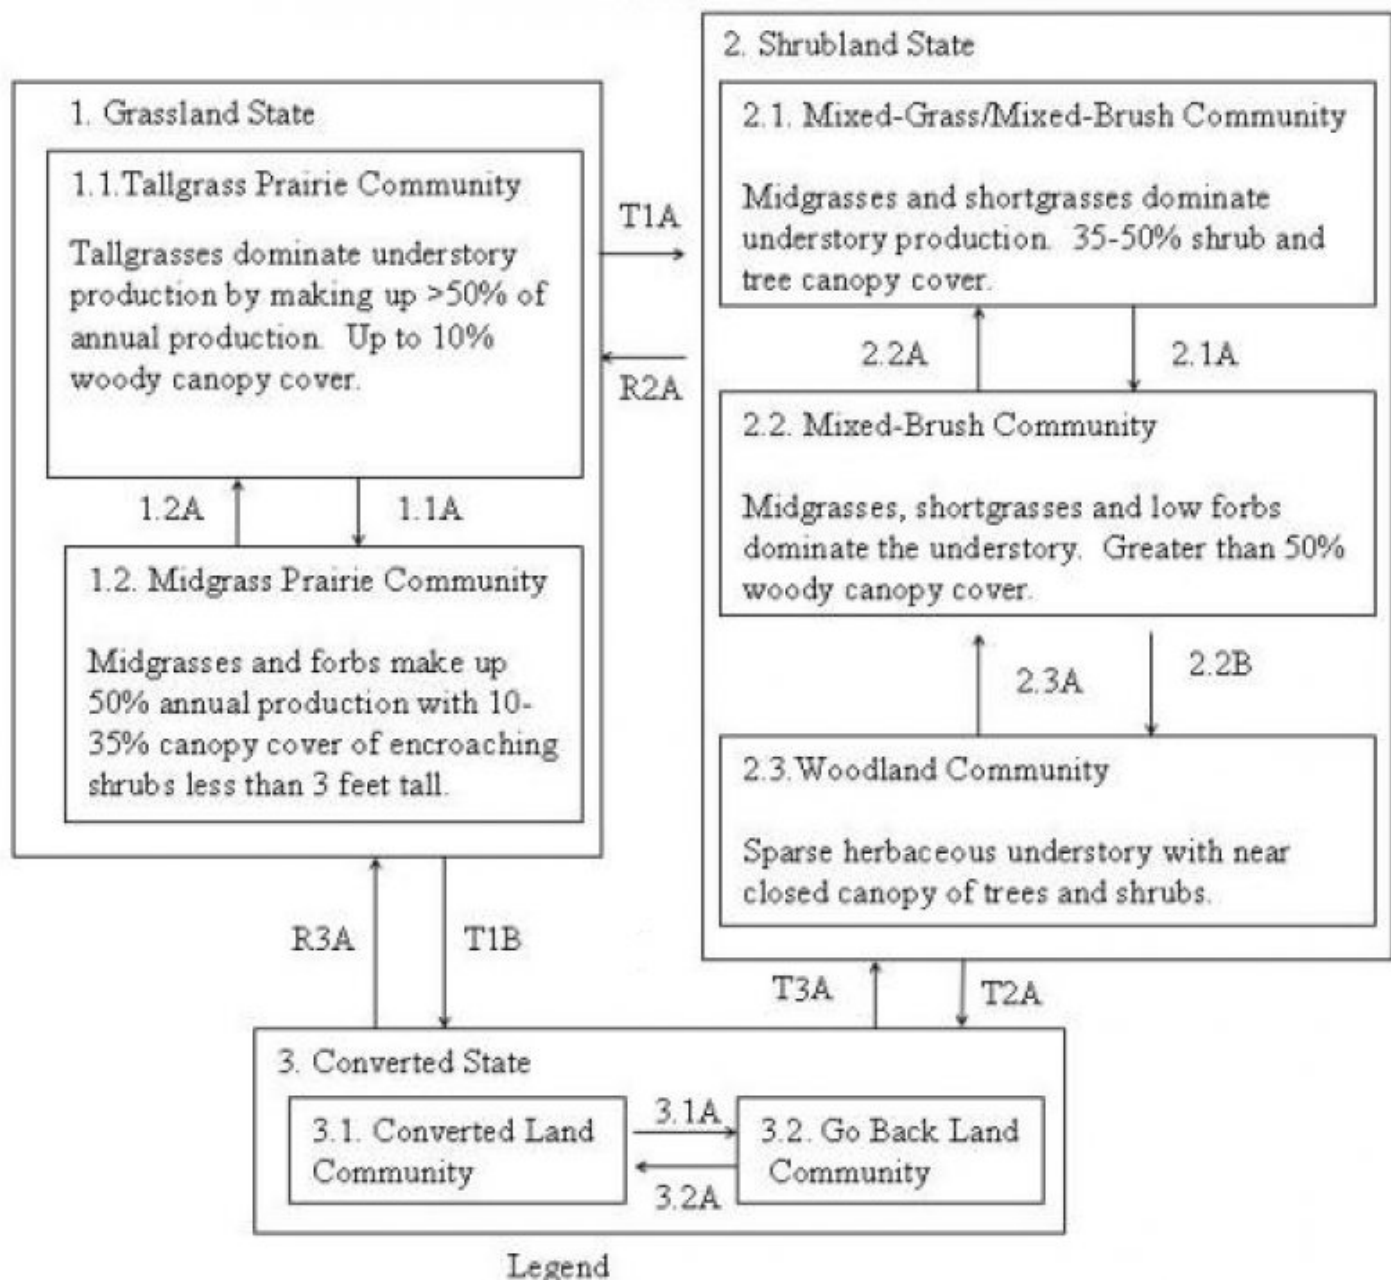 1. Grassland State
1.1.Tallgrass Prairie Community
Tallgrasses dominate understory
production by making up >50% of
annual production. Up to 10%
woody canopy cover.
1.2A
1.1A
1.2. Midgrass Prairie Community
Midgrasses and forbs make up
50% annual production with 10-
35% canopy cover of encroaching
shrubs less than 3 feet tall.
T1A
R2A
2. Shrubland State
2.1. Mixed-Grass/Mixed-Brush Community
Midgrasses and shortgrasses dominate
understory production. 35-50% shrub and
tree canopy cover.
2.2A
2.1A
2.2. Mixed-Brush Community
Midgrasses, shortgrasses and low forbs
dominate the understory. Greater than 50%
woody canopy cover.
2.3A
2.2B
2.3.Woodland Community
Sparse herbaceous understory with near
closed canopy of trees and shrubs.
R3A
T1B
T3A
T2A
3. Converted State
3.1. Converted Land
Community
3.1A
3.2A
3.2. Go Back Land
Community
Legend